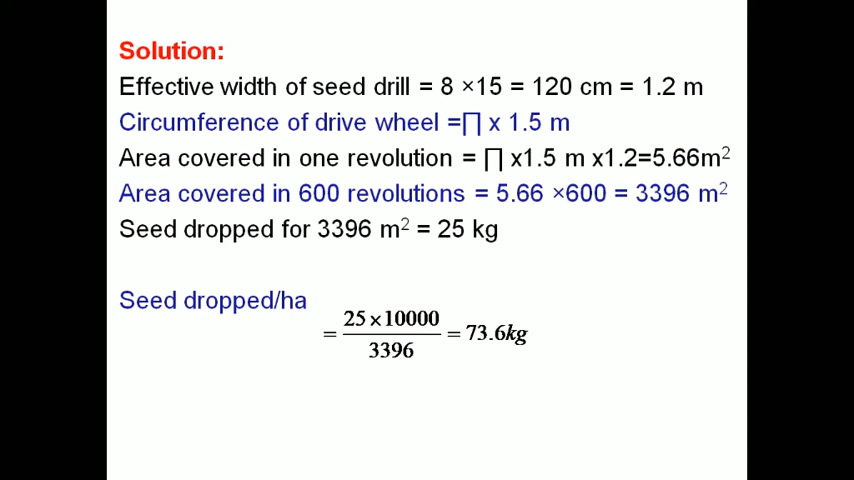 Solution:
Effective width of seed drill = 8 ×15 = 120 cm = 1.2 m
Circumference of drive wheel =∏ x 1.5 m
Area covered in one revolution = ∏ x1.5 m x1.2=5.66m²
Area covered in 600 revolutions = 5.66 ×600 = 3396 m²
Seed dropped for 3396 m² = 25 kg
Seed dropped/ha
25×10000
= = 73.6kg
3396